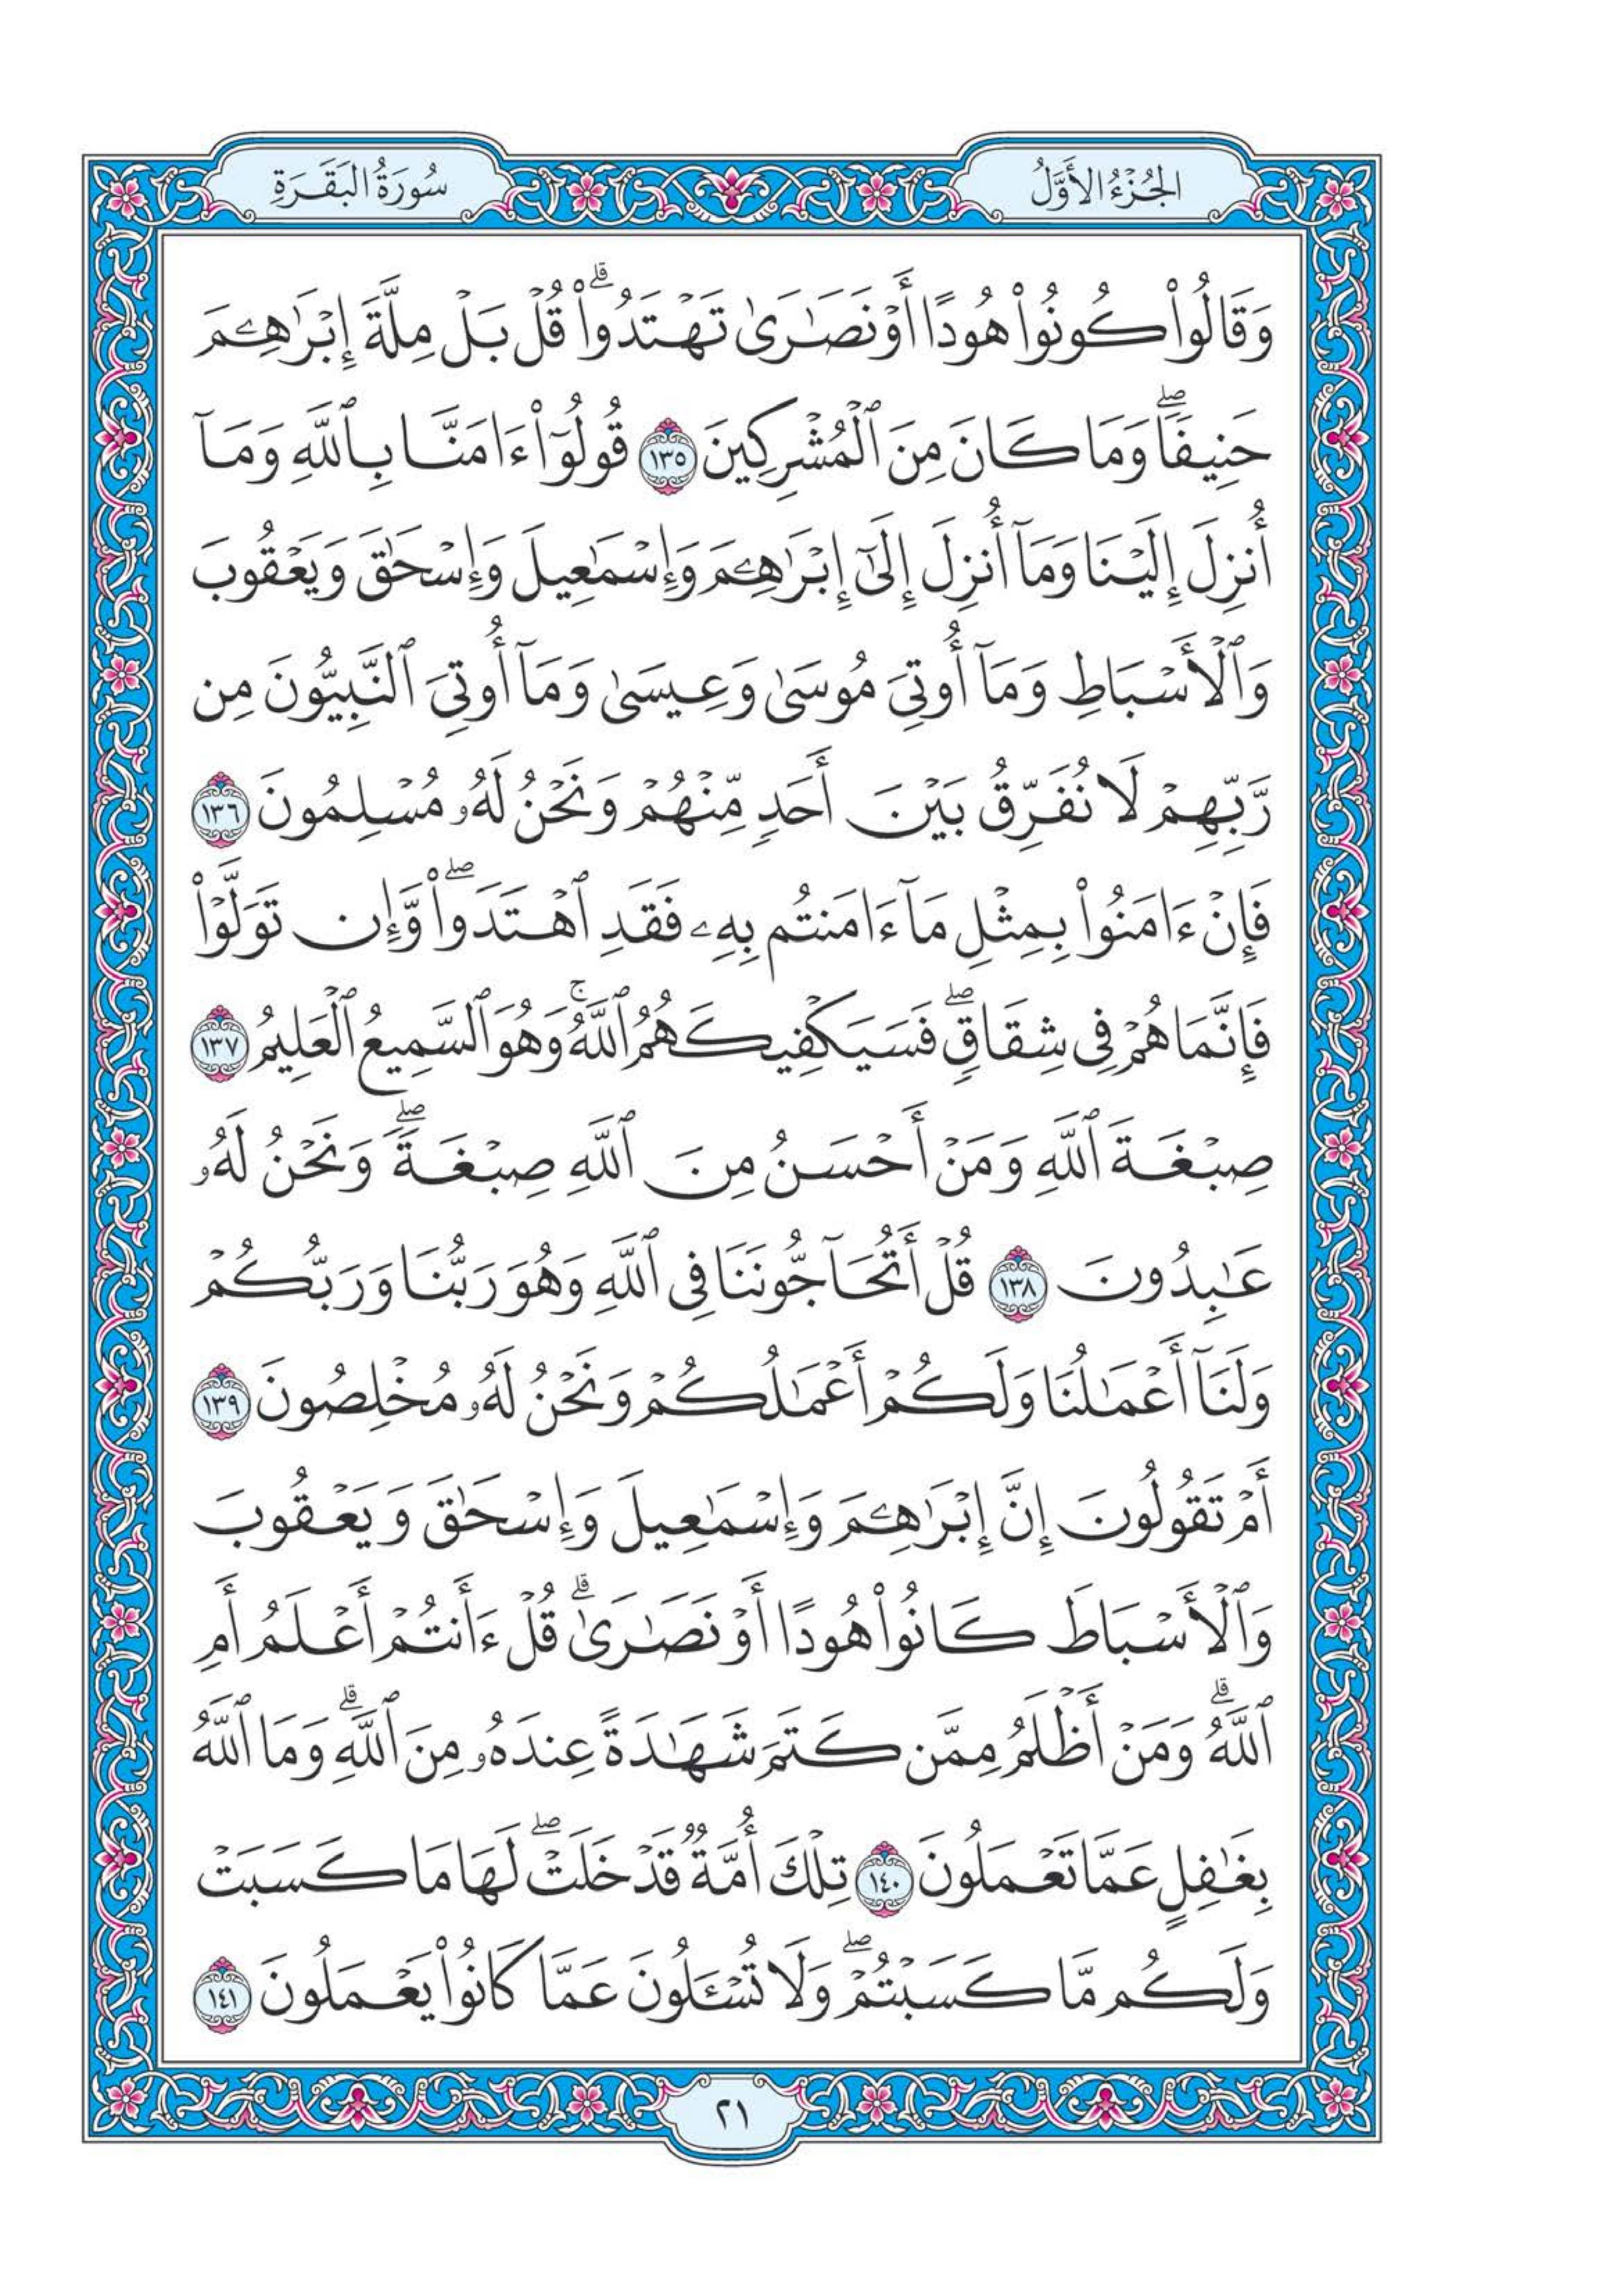 الجُزْءُ الأَوَّلُ
سُورَةُ البَقَرَةِ
وَقَالُوا۟ كُونُوا۟ هُودًا أَوْ نَصَـٰرَىٰ تَهْتَدُوا۟ ۗ قُلْ بَلْ مِلَّةَ إِبْرَٰهِـۧمَ
حَنِيفًا ۖ وَمَا كَانَ مِنَ ٱلْمُشْرِكِينَ ١٣٥ قُولُوٓا۟ ءَامَنَّا بِٱللَّهِ وَمَآ
أُنزِلَ إِلَيْنَا وَمَآ أُنزِلَ إِلَىٰٓ إِبْرَٰهِـۧمَ وَإِسْمَـٰعِيلَ وَإِسْحَـٰقَ وَيَعْقُوبَ
وَٱلْأَسْبَاطِ وَمَآ أُوتِىَ مُوسَىٰ وَعِيسَىٰ وَمَآ أُوتِىَ ٱلنَّبِيُّونَ مِن
رَّبِّهِمْ لَا نُفَرِّقُ بَيْنَ أَحَدٍ مِّنْهُمْ وَنَحْنُ لَهُۥ مُسْلِمُونَ ١٣٦
فَإِنْ ءَامَنُوا۟ بِمِثْلِ مَآ ءَامَنتُم بِهِۦ فَقَدِ ٱهْتَدَوا۟ ۖ وَّإِن تَوَلَّوْا۟
فَإِنَّمَا هُمْ فِى شِقَاقٍ ۖ فَسَيَكْفِيكَهُمُ ٱللَّهُ ۚ وَهُوَ ٱلسَّمِيعُ ٱلْعَلِيمُ ١٣٧
صِبْغَةَ ٱللَّهِ وَمَنْ أَحْسَنُ مِنَ ٱللَّهِ صِبْغَةً ۖ وَنَحْنُ لَهُۥ
عَـٰبِدُونَ ١٣٨ قُلْ أَتُحَآجُّونَنَا فِى ٱللَّهِ وَهُوَ رَبُّنَا وَرَبُّكُمْ
وَلَنَآ أَعْمَـٰلُنَا وَلَكُمْ أَعْمَـٰلُكُمْ وَنَحْنُ لَهُۥ مُخْلِصُونَ ١٣٩
أَمْ تَقُولُونَ إِنَّ إِبْرَٰهِـۧمَ وَإِسْمَـٰعِيلَ وَإِسْحَـٰقَ وَيَعْقُوبَ
وَٱلْأَسْبَاطَ كَانُوا۟ هُودًا أَوْ نَصَـٰرَىٰ ۗ قُلْ ءَأَنتُمْ أَعْلَمُ أَمِ
ٱللَّهُ ۗ وَمَنْ أَظْلَمُ مِمَّن كَتَمَ شَهَـٰدَةً عِندَهُۥ مِنَ ٱللَّهِ ۗ وَمَا ٱللَّهُ
بِغَـٰفِلٍ عَمَّا تَعْمَلُونَ ١٤٠ تِلْكَ أُمَّةٌ قَدْ خَلَتْ ۖ لَهَا مَا كَسَبَتْ
وَلَكُم مَّا كَسَبْتُمْ ۖ وَلَا تُسْـَٔلُونَ عَمَّا كَانُوا۟ يَعْمَلُونَ ١٤١
٢١